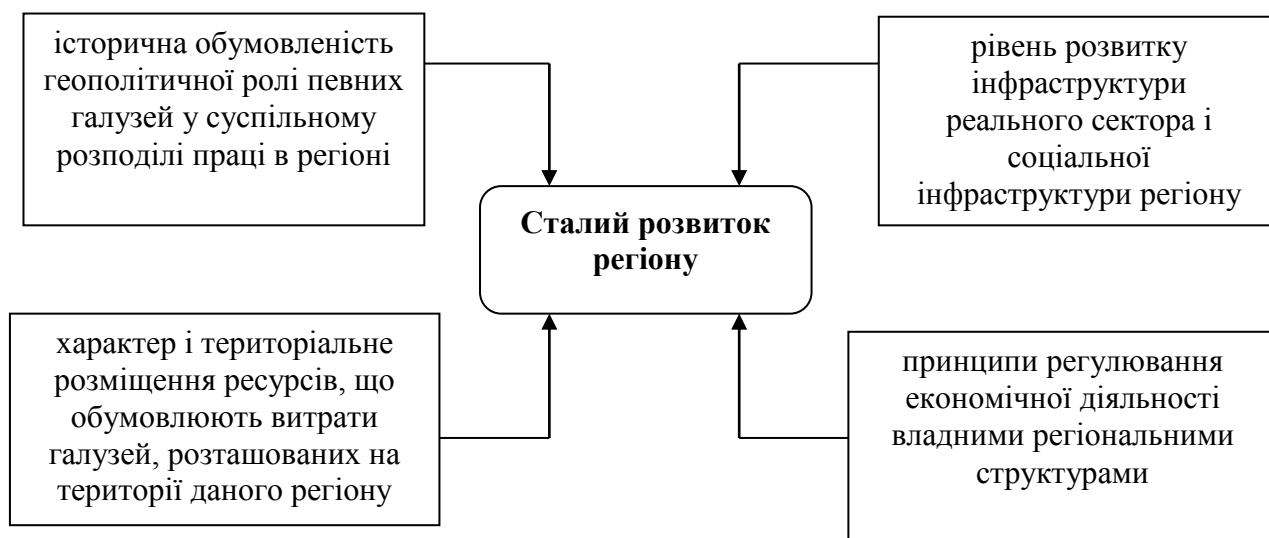 історична обумовленість
геополітичної ролі певних
галузей у суспільному
розподілі праці в регіоні
рівень розвитку
інфраструктури
реального сектора і
соціальної
інфраструктури регіону
Сталий розвиток
регіону
характер і територіальне
розміщення ресурсів, що
обумовлюють витрати
галузей, розташованих на
території даного регіону
принципи регулювання
економічної діяльності
владними регіональними
структурами